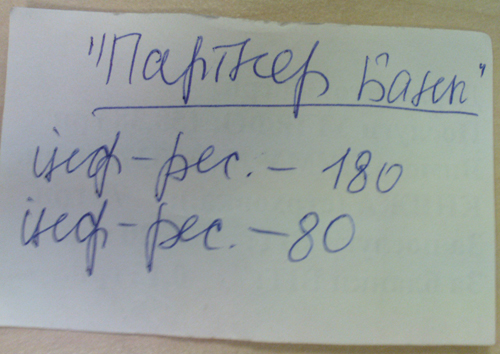 "Партнер Банк"
інф-рес. - 180
інф-рес. - 80